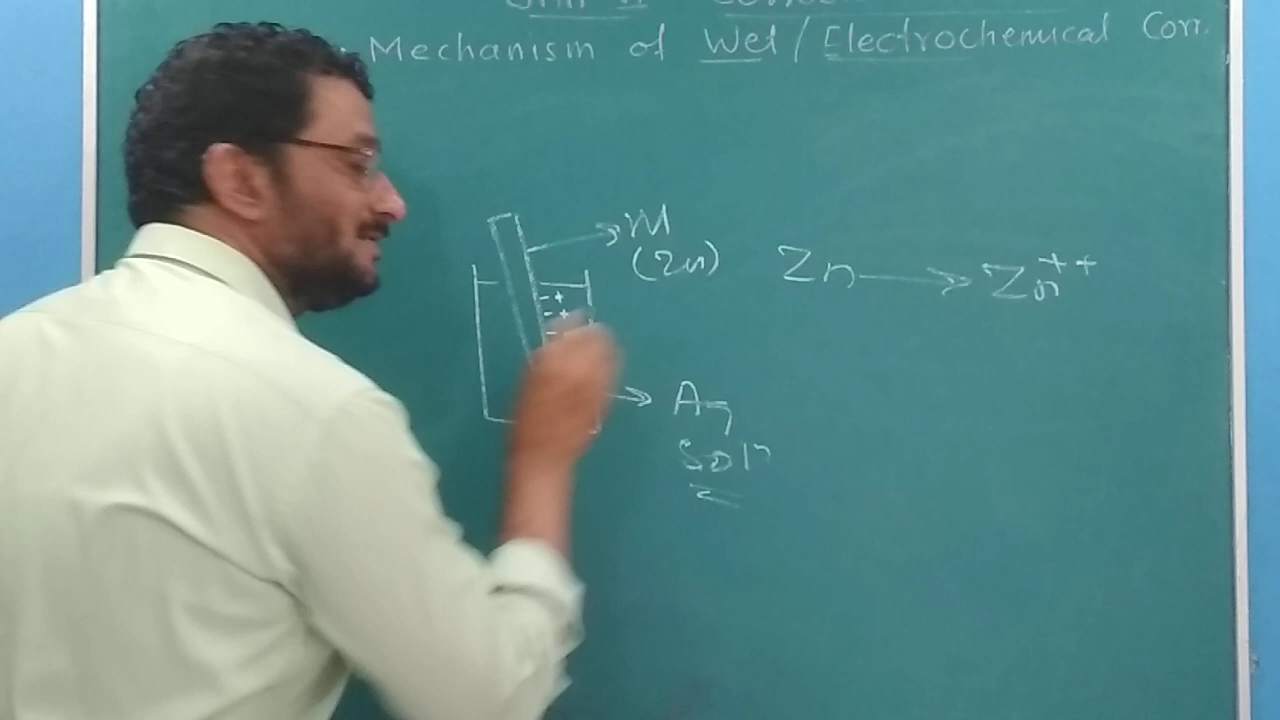 Mechanism of Wet / Electrochemical Corr.
M
(Zn)
Zn → Zn++
- +
- +
-
Aq
Soln